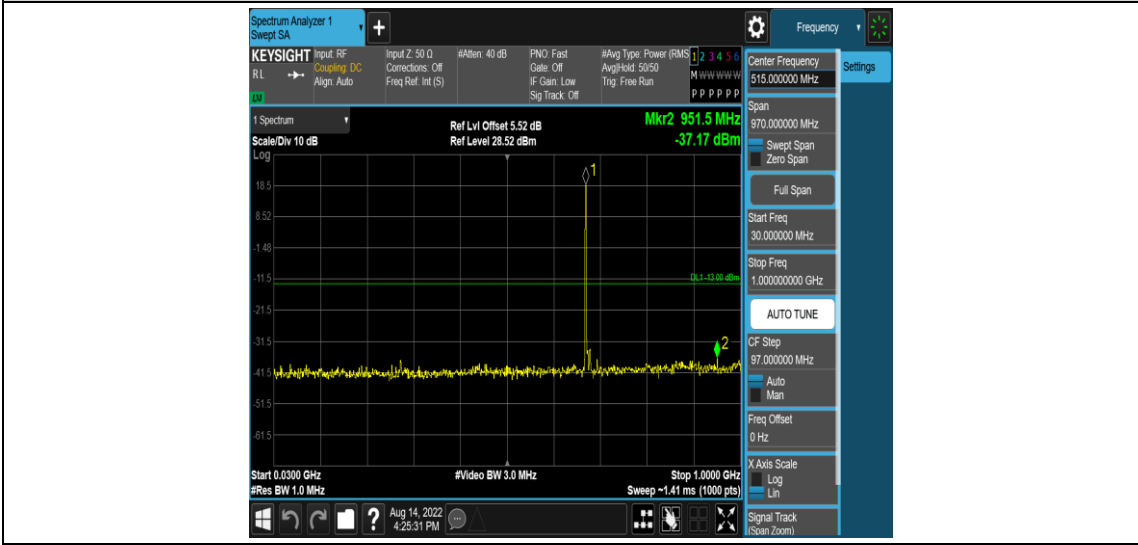 Spectrum Analyzer 1
Swept SA
+
Frequency
KEYSIGHT
RL
LM
Input: RF
Coupling: DC
Align: Auto
Input Z: 50 Ω
Corrections: Off
Freq Ref: Int (S)
#Atten: 40 dB
PNO: Fast
Gate: Off
IF Gain: Low
Sig Track: Off
#Avg Type: Power (RMS
Avg|Hold: 50/50
Trig: Free Run
1 2 3 4 5 6
M W W W W W
P P P P P P
1 Spectrum
Scale/Div 10 dB
Log
Ref Lvl Offset 5.52 dB
Ref Level 28.52 dBm
Mkr2 951.5 MHz
-37.17 dBm
1
18.5
8.52
-1.48
-11.5
DL1 -13.00 dBm
-21.5
-31.5
2
-41.5
-51.5
-61.5
Start 0.0300 GHz
#Res BW 1.0 MHz
#Video BW 3.0 MHz
Stop 1.0000 GHz
Sweep ~1.41 ms (1000 pts)
?
Aug 14, 2022
4:25:31 PM
Center Frequency
515.000000 MHz
Settings
Span
970.000000 MHz
Swept Span
Zero Span
Full Span
Start Freq
30.000000 MHz
Stop Freq
1.000000000 GHz
AUTO TUNE
CF Step
97.000000 MHz
Auto
Man
Freq Offset
0 Hz
X Axis Scale
Log
Lin
Signal Track
(Span Zoom)